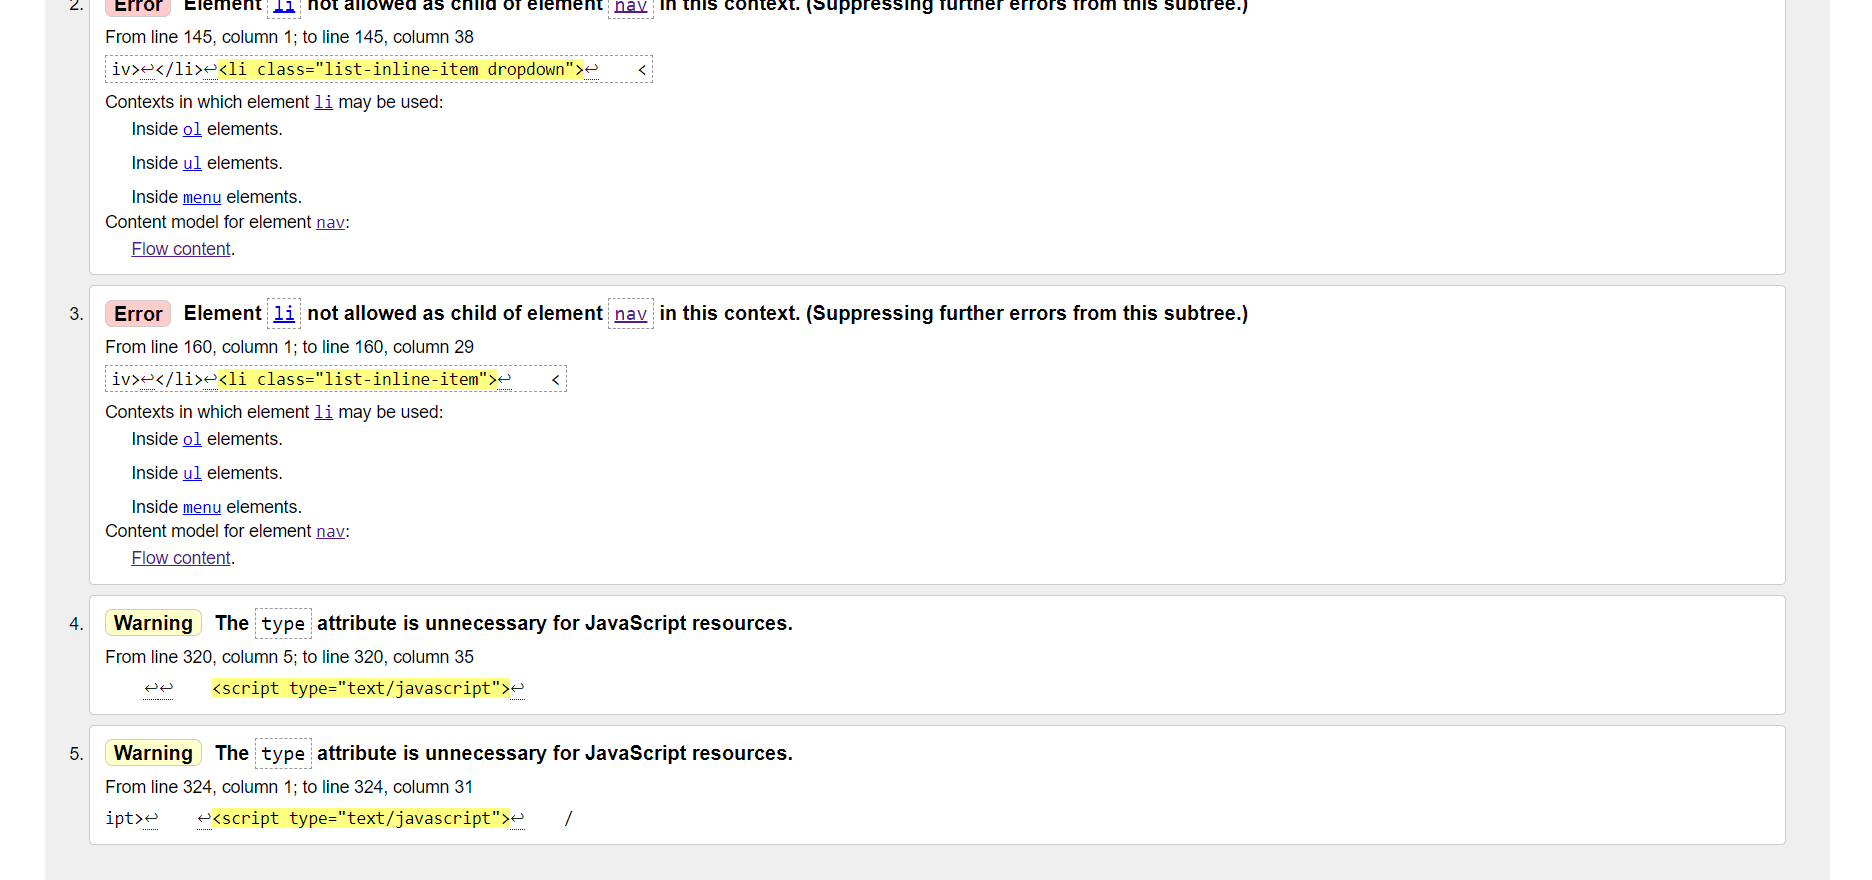 2. Error Element li not allowed as child of element nav in this context. (Suppressing further errors from this subtree.)
From line 145, column 1; to line 145, column 38
iv>↩</li>↩<li class="list-inline-item dropdown">↩    <
Contexts in which element li may be used:
Inside ol elements.
Inside ul elements.
Inside menu elements.
Content model for element nav:
Flow content.
3. Error Element li not allowed as child of element nav in this context. (Suppressing further errors from this subtree.)
From line 160, column 1; to line 160, column 29
iv>↩</li>↩<li class="list-inline-item">↩    <
Contexts in which element li may be used:
Inside ol elements.
Inside ul elements.
Inside menu elements.
Content model for element nav:
Flow content.
4. Warning The type attribute is unnecessary for JavaScript resources.
From line 320, column 5; to line 320, column 35
↩↩    <script type="text/javascript">↩
5. Warning The type attribute is unnecessary for JavaScript resources.
From line 324, column 1; to line 324, column 31
ipt>↩    ↩<script type="text/javascript">↩    /